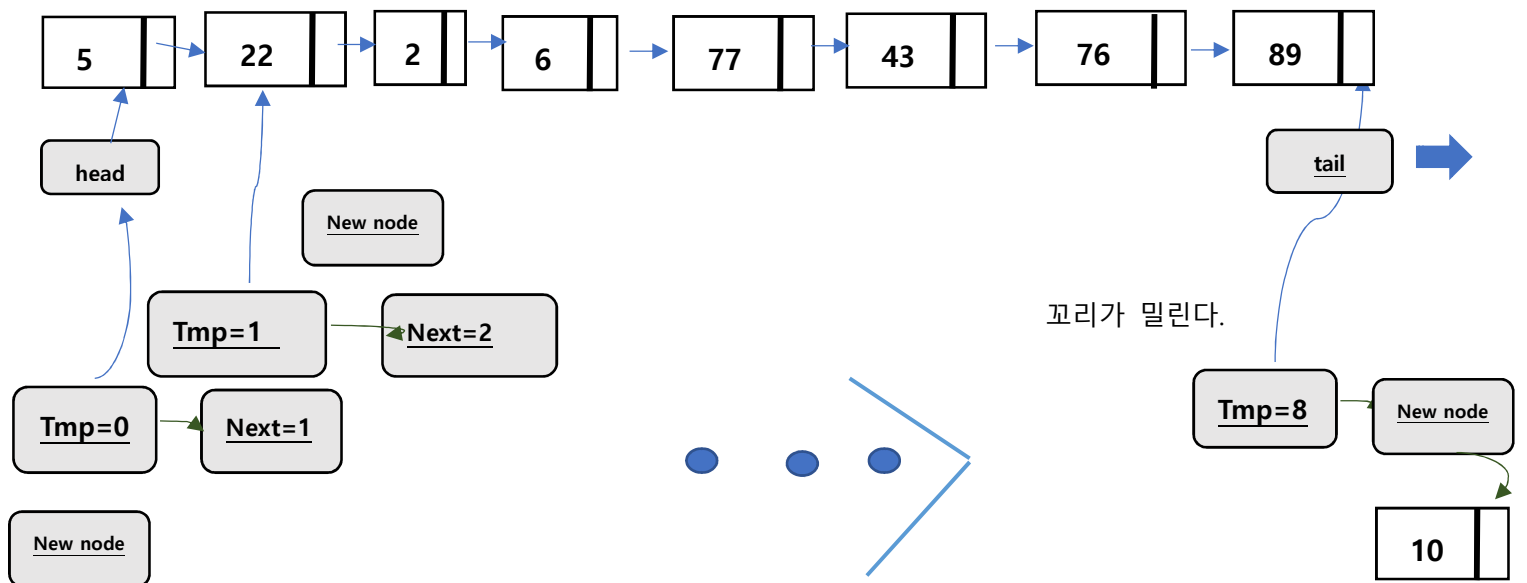 5
22
2
6
77
43
76
89
head
tail
New node
Tmp=1
Next=2
꼬리가 밀린다.
Tmp=0
Next=1
Tmp=8
New node
New node
10